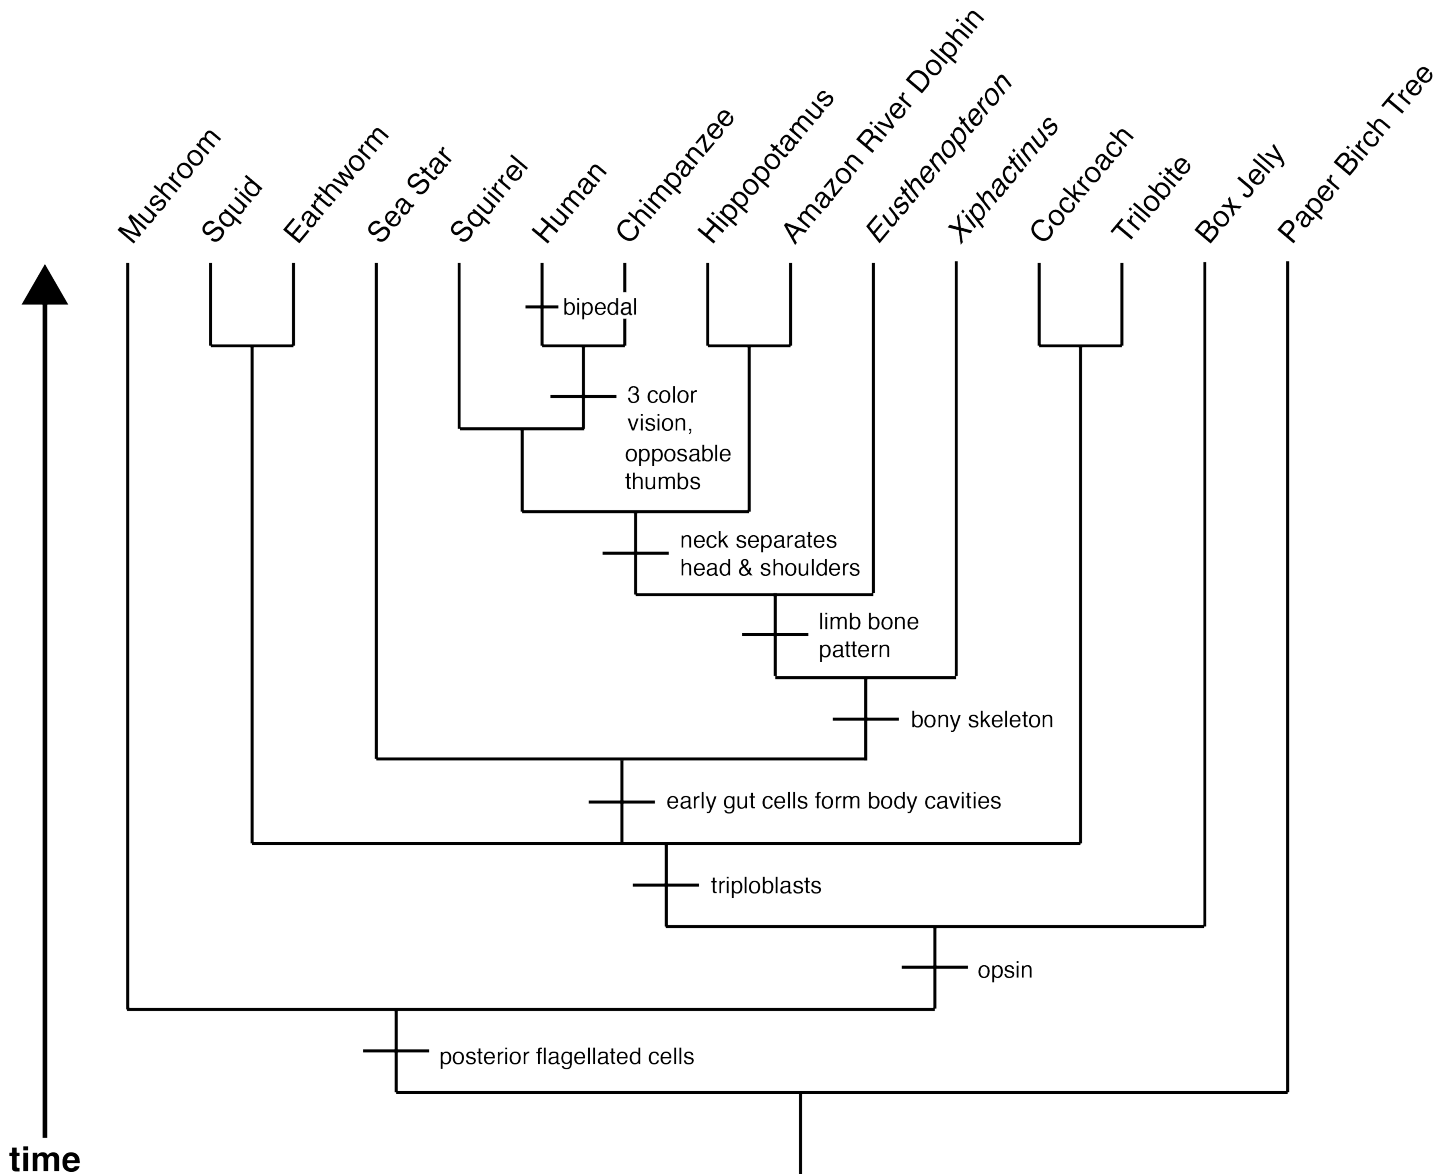 Mushroom
Squid
Earthworm
Sea Star
Squirrel
Human
Chimpanzee
Hippopotamus
Amazon River Dolphin
Eusthenopteron
Xiphactinus
Cockroach
Trilobite
Box Jelly
Paper Birch Tree
bipedal
3 color
vision,
opposable
thumbs
neck separates
head & shoulders
limb bone
pattern
bony skeleton
early gut cells form body cavities
triploblasts
opsin
posterior flagellated cells
time